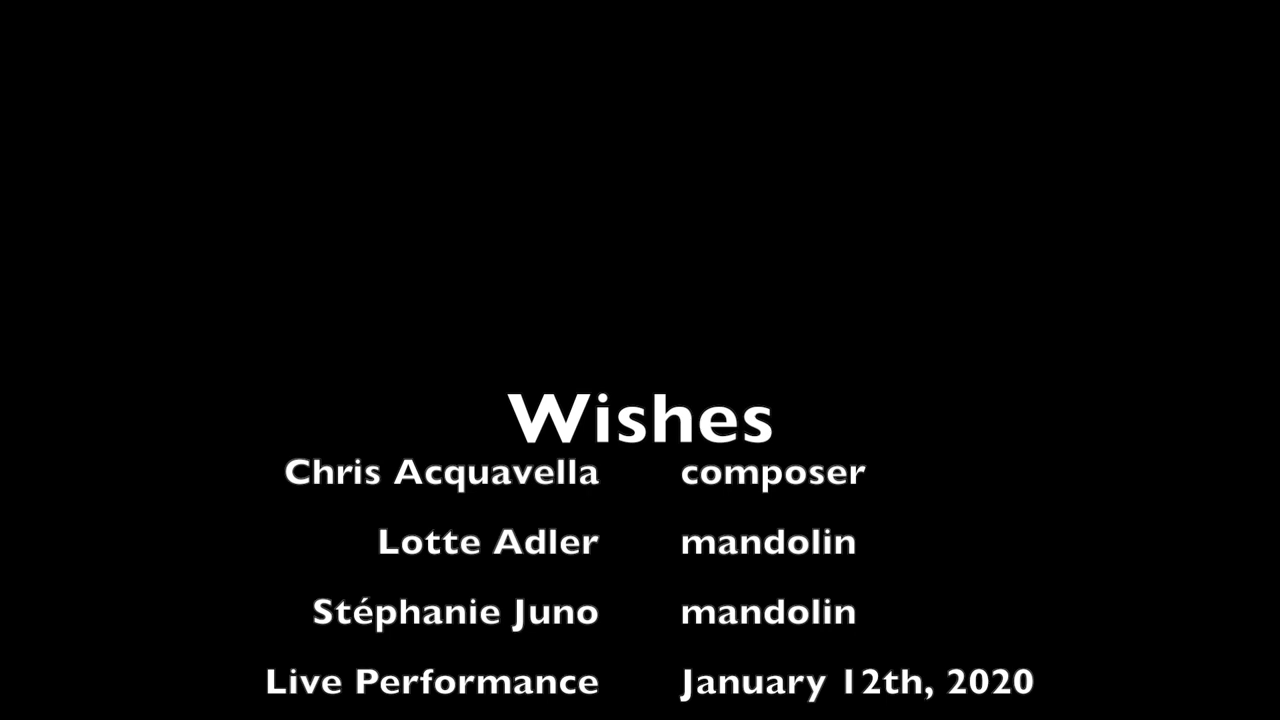 Wishes
Chris Acquavella composer
Lotte Adler mandolin
Stéphanie Juno mandolin
Live Performance January 12th, 2020